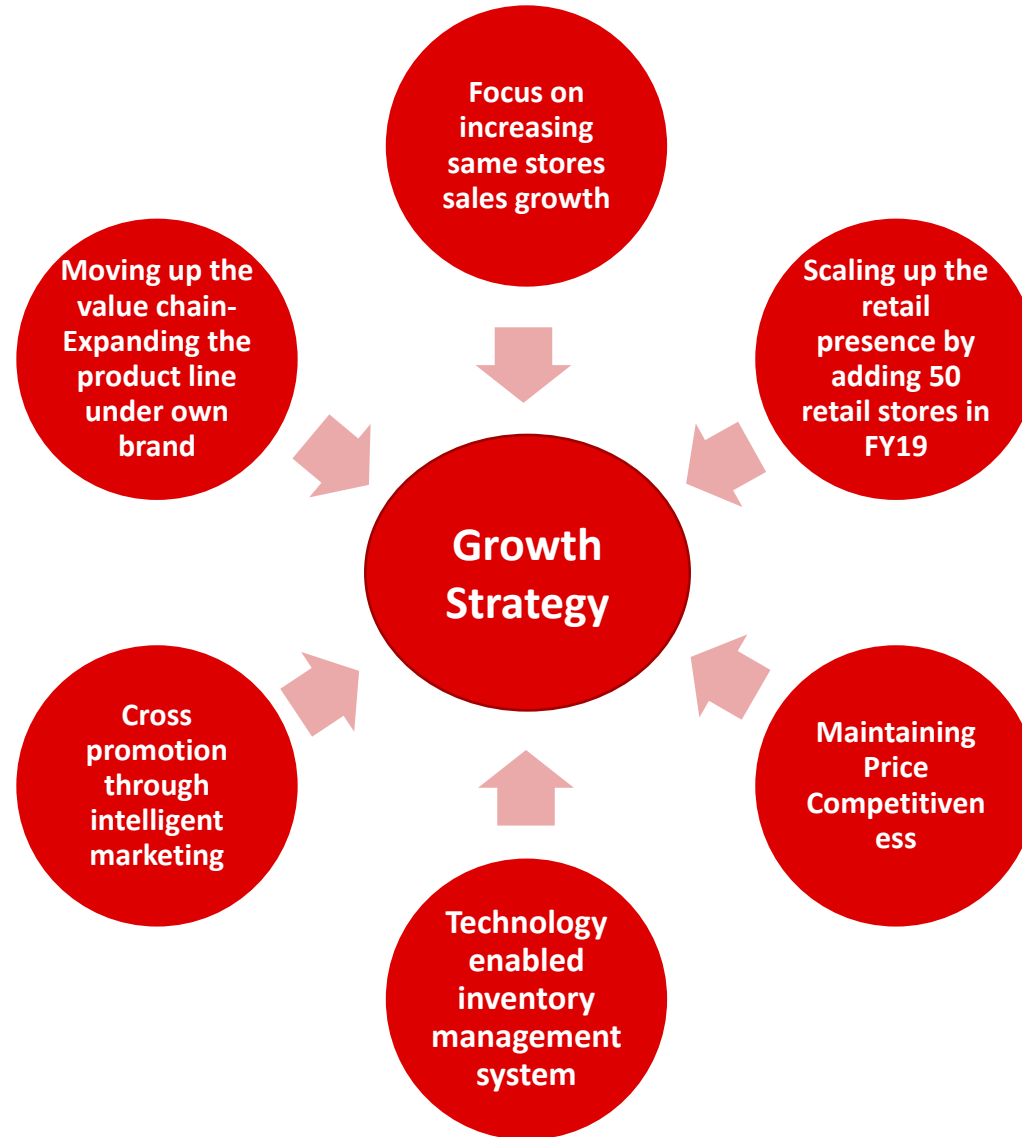 Focus on
increasing
same stores
sales growth
Moving up the
value chain-
Expanding the
product line
under own
brand
Scaling up the
retail
presence by
adding 50
retail stores in
FY19
Growth
Strategy
Cross
promotion
through
intelligent
marketing
Maintaining
Price
Competitiven
ess
Technology
enabled
inventory
management
system